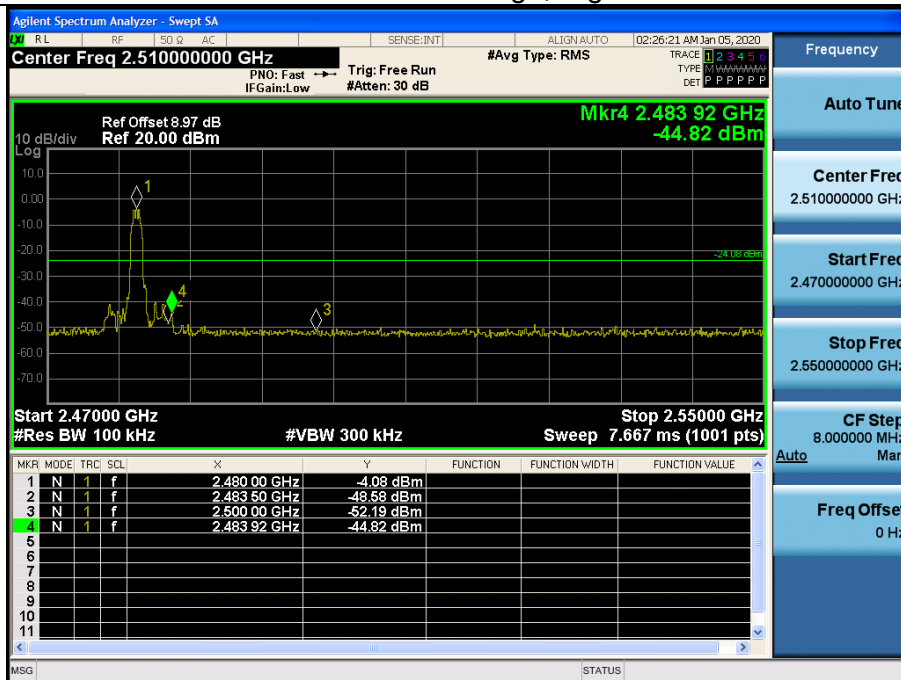 Agilent Spectrum Analyzer - Swept SA
LXI RL RF 50 Ω AC SENSE:INT ALIGN AUTO 02:26:21 AM Jan 05, 2020
Center Freq 2.510000000 GHz #Avg Type: RMS TRACE 1 2 3 4 5 6
PNO: Fast Trig: Free Run TYPE M W W W W W
IFGain:Low #Atten: 30 dB DET P P P P P P
Frequency
Auto Tune
Mkr4 2.483 92 GHz
-44.82 dBm
Ref Offset 8.97 dB
10 dB/div Ref 20.00 dBm
Log
10.0
0.00
-10.0
-20.0
-30.0
-40.0
-50.0
-60.0
-70.0
1
4
3
-24.08 dBm
Start 2.47000 GHz Stop 2.55000 GHz
#Res BW 100 kHz #VBW 300 kHz Sweep 7.667 ms (1001 pts)
MKR MODE TRC SCL X Y FUNCTION FUNCTION WIDTH FUNCTION VALUE
1 N 1 f 2.480 00 GHz -4.08 dBm
2 N 1 f 2.483 50 GHz -48.58 dBm
3 N 1 f 2.500 00 GHz -52.19 dBm
4 N 1 f 2.483 92 GHz -44.82 dBm
5
6
7
8
9
10
11
Center Freq
2.510000000 GHz
Start Freq
2.470000000 GHz
Stop Freq
2.550000000 GHz
CF Step
8.000000 MHz
Auto Man
Freq Offset
0 Hz
MSG STATUS